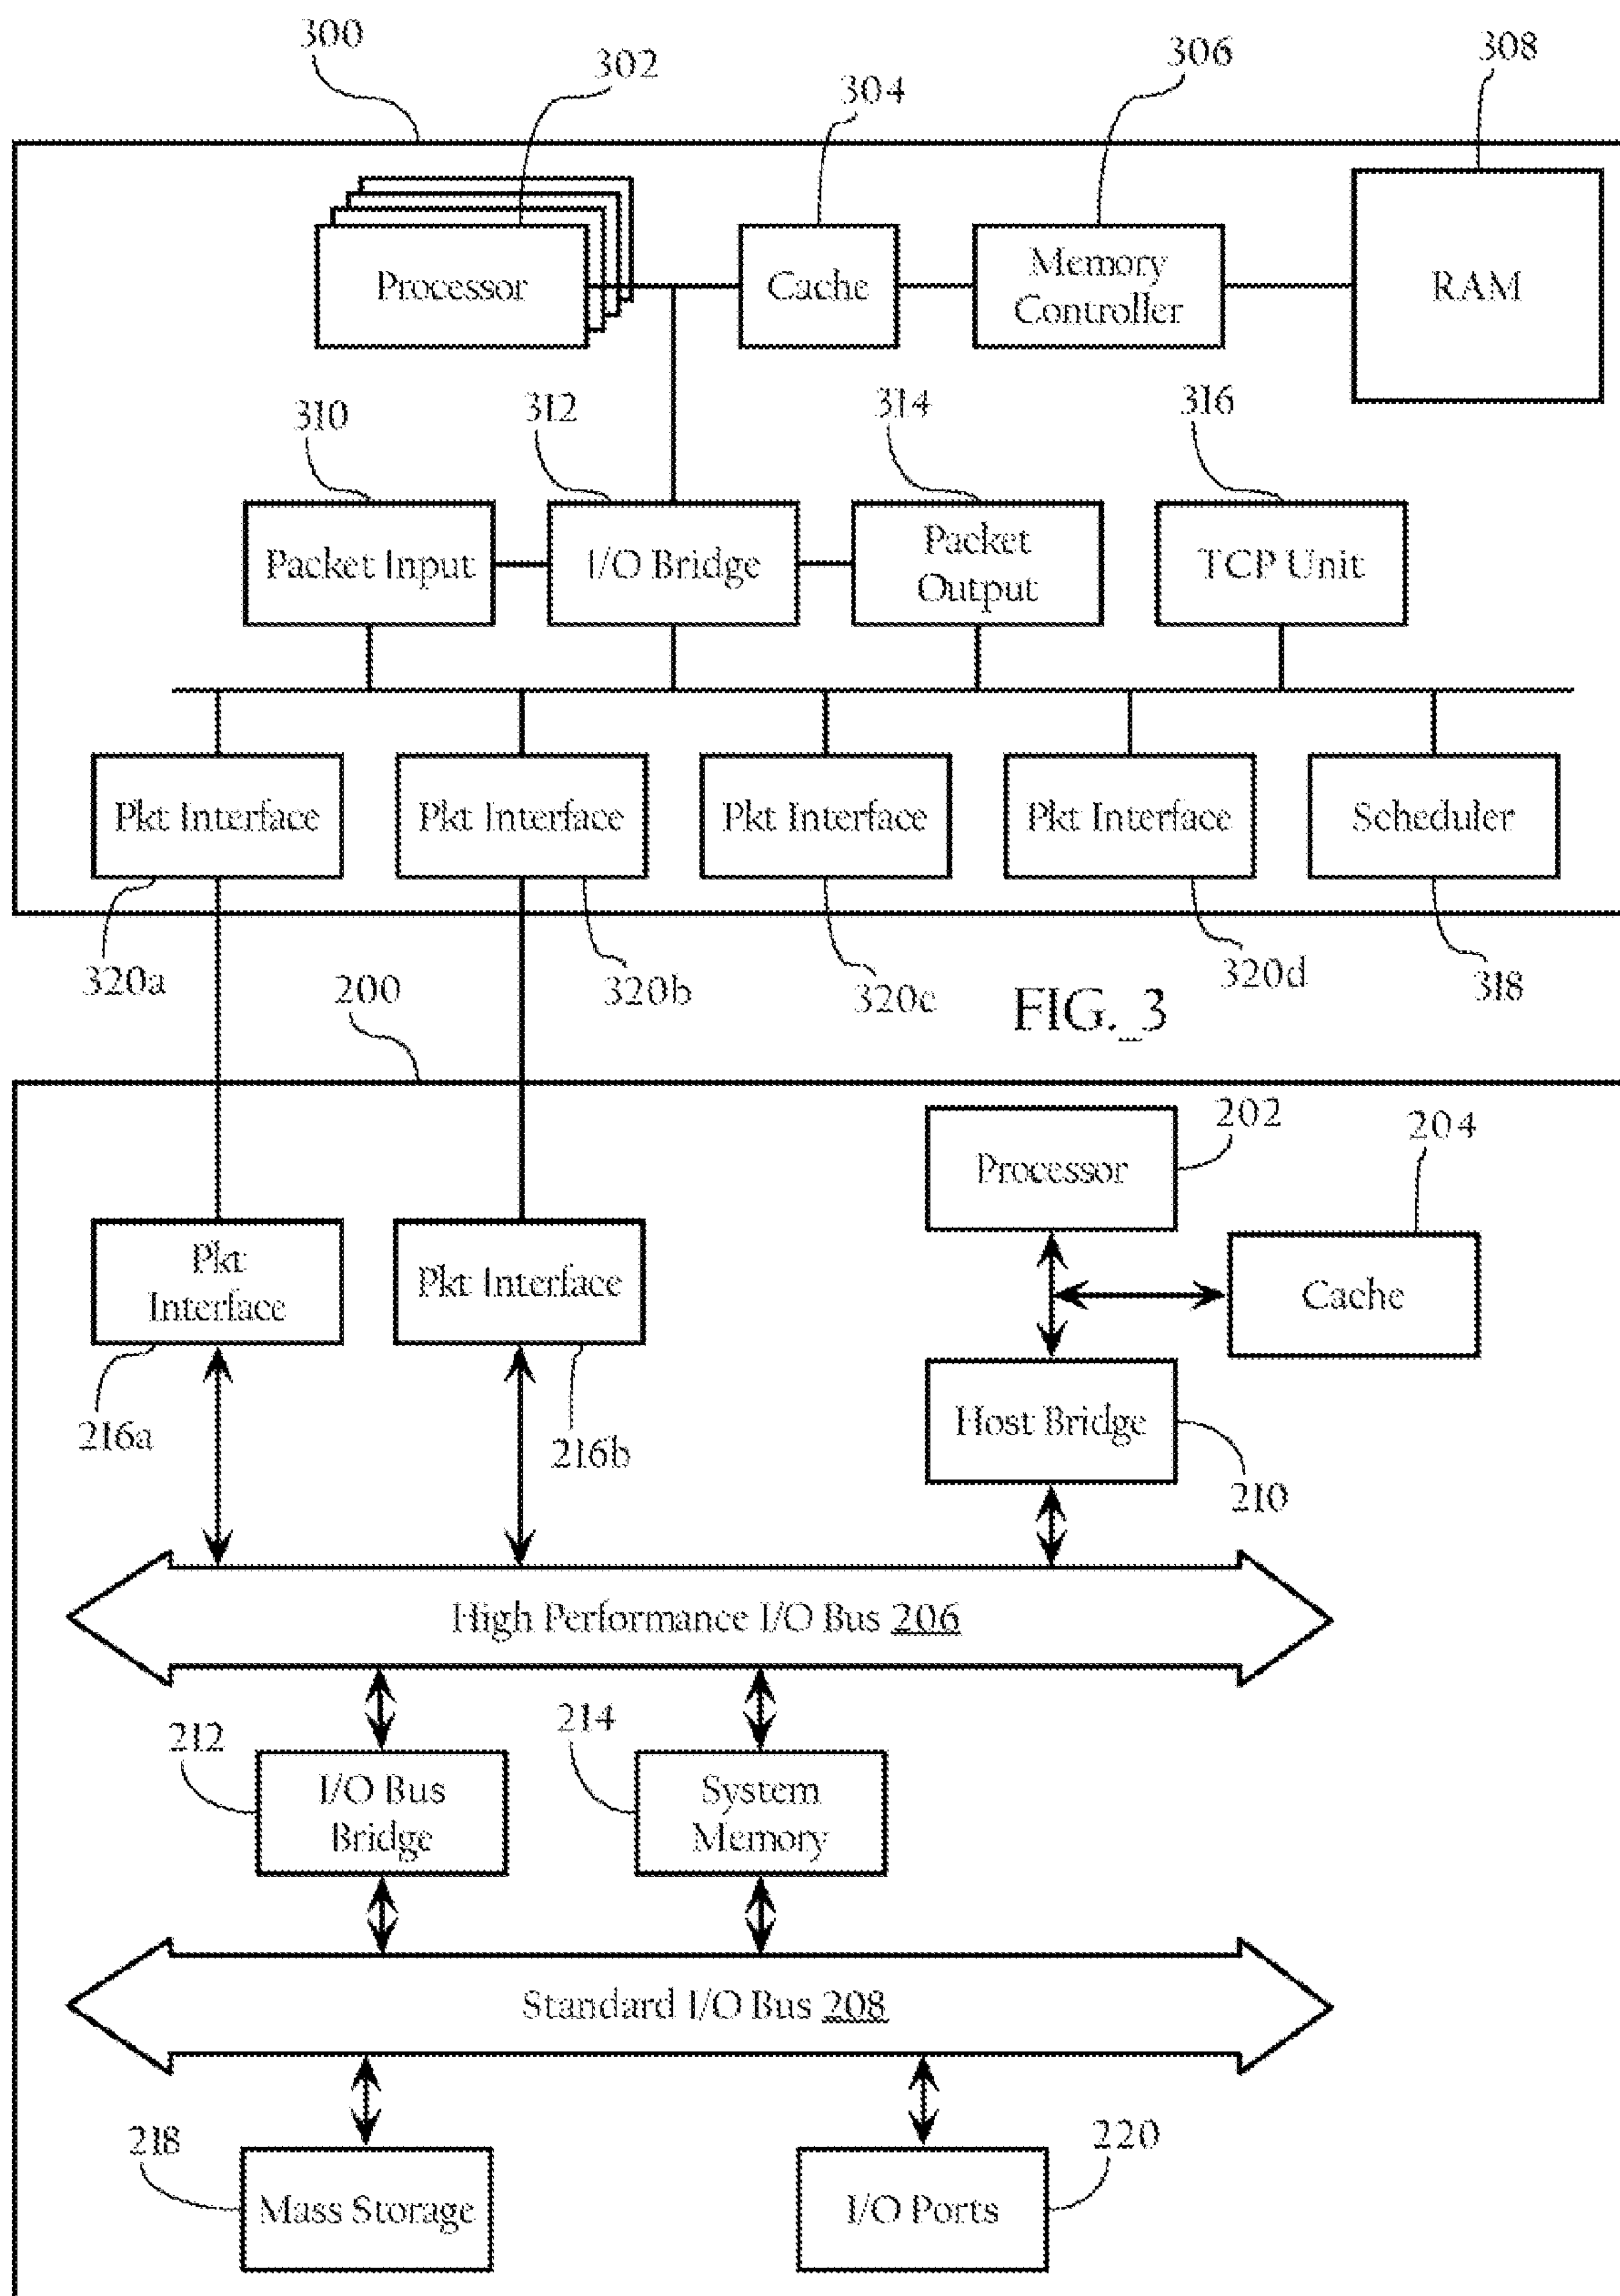 300
302
304
306
308
Processor
Cache
Memory
Controller
RAM
310
312
314
316
Packet Input
I/O Bridge
Packet
Output
TCP Unit
Pkt Interface
Pkt Interface
Pkt Interface
Pkt Interface
Scheduler
320a
200
320b
320c
320d
318
FIG._3
202
204
Processor
Pkt
Interface
Pkt Interface
Cache
216a
216b
Host Bridge
210
High Performance I/O Bus 206
212
214
I/O Bus
Bridge
System
Memory
Standard I/O Bus 208
218
220
Mass Storage
I/O Ports